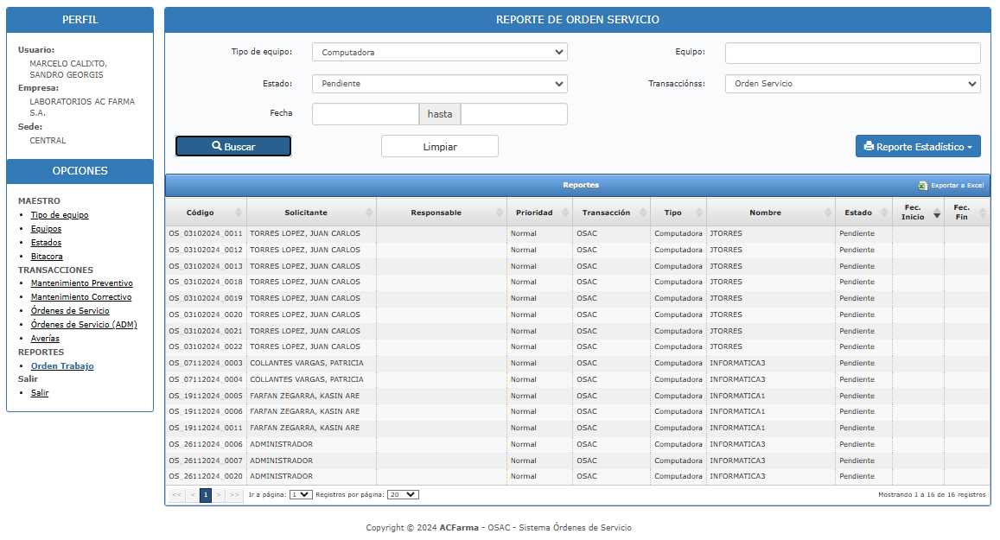 PERFIL
Usuario:
MARCELO CALIXTO,
SANDRO GEORGIS
Empresa:
LABORATORIOS AC FARMA
S.A.
Sede:
CENTRAL
OPCIONES
MAESTRO
Tipo de equipo
Equipos
Estados
Bitacora
TRANSACCIONES
Mantenimiento Preventivo
Mantenimiento Correctivo
Órdenes de Servicio
Órdenes de Servicio (ADM)
Averías
REPORTES
Orden Trabajo
Salir
Salir
REPORTE DE ORDEN SERVICIO
Tipo de equipo: Computadora Equipo:
Estado: Pendiente Transaccións: Orden Servicio
Fecha hasta
Buscar Limpiar Reporte Estadístico
Reportes Exportar a Excel
Código Solicitante Responsable Prioridad Transacción Tipo Nombre Estado Fec. Inicio Fec. Fin
OS_03102024_0011 TORRES LOPEZ, JUAN CARLOS Normal OSAC Computadora JTORRES Pendiente
OS_03102024_0012 TORRES LOPEZ, JUAN CARLOS Normal OSAC Computadora JTORRES Pendiente
OS_03102024_0013 TORRES LOPEZ, JUAN CARLOS Normal OSAC Computadora JTORRES Pendiente
OS_03102024_0018 TORRES LOPEZ, JUAN CARLOS Normal OSAC Computadora JTORRES Pendiente
OS_03102024_0019 TORRES LOPEZ, JUAN CARLOS Normal OSAC Computadora JTORRES Pendiente
OS_03102024_0020 TORRES LOPEZ, JUAN CARLOS Normal OSAC Computadora JTORRES Pendiente
OS_03102024_0021 TORRES LOPEZ, JUAN CARLOS Normal OSAC Computadora JTORRES Pendiente
OS_03102024_0022 TORRES LOPEZ, JUAN CARLOS Normal OSAC Computadora JTORRES Pendiente
OS_07112024_0003 COLLANTES VARGAS, PATRICIA Normal OSAC Computadora INFORMATICA3 Pendiente
OS_07112024_0004 COLLANTES VARGAS, PATRICIA Normal OSAC Computadora INFORMATICA3 Pendiente
OS_19112024_0005 FARFAN ZEGARRA, KASIN ARE Normal OSAC Computadora INFORMATICA1 Pendiente
OS_19112024_0006 FARFAN ZEGARRA, KASIN ARE Normal OSAC Computadora INFORMATICA1 Pendiente
OS_19112024_0011 FARFAN ZEGARRA, KASIN ARE Normal OSAC Computadora INFORMATICA1 Pendiente
OS_26112024_0006 ADMINISTRADOR Normal OSAC Computadora INFORMATICA3 Pendiente
OS_26112024_0007 ADMINISTRADOR Normal OSAC Computadora INFORMATICA3 Pendiente
OS_26112024_0020 ADMINISTRADOR Normal OSAC Computadora INFORMATICA3 Pendiente
<< < 1 > >> Ir a página: 1 Registros por página: 20 Mostrando 1 a 16 de 16 registros
Copyright © 2024 ACFarma - OSAC - Sistema Órdenes de Servicio